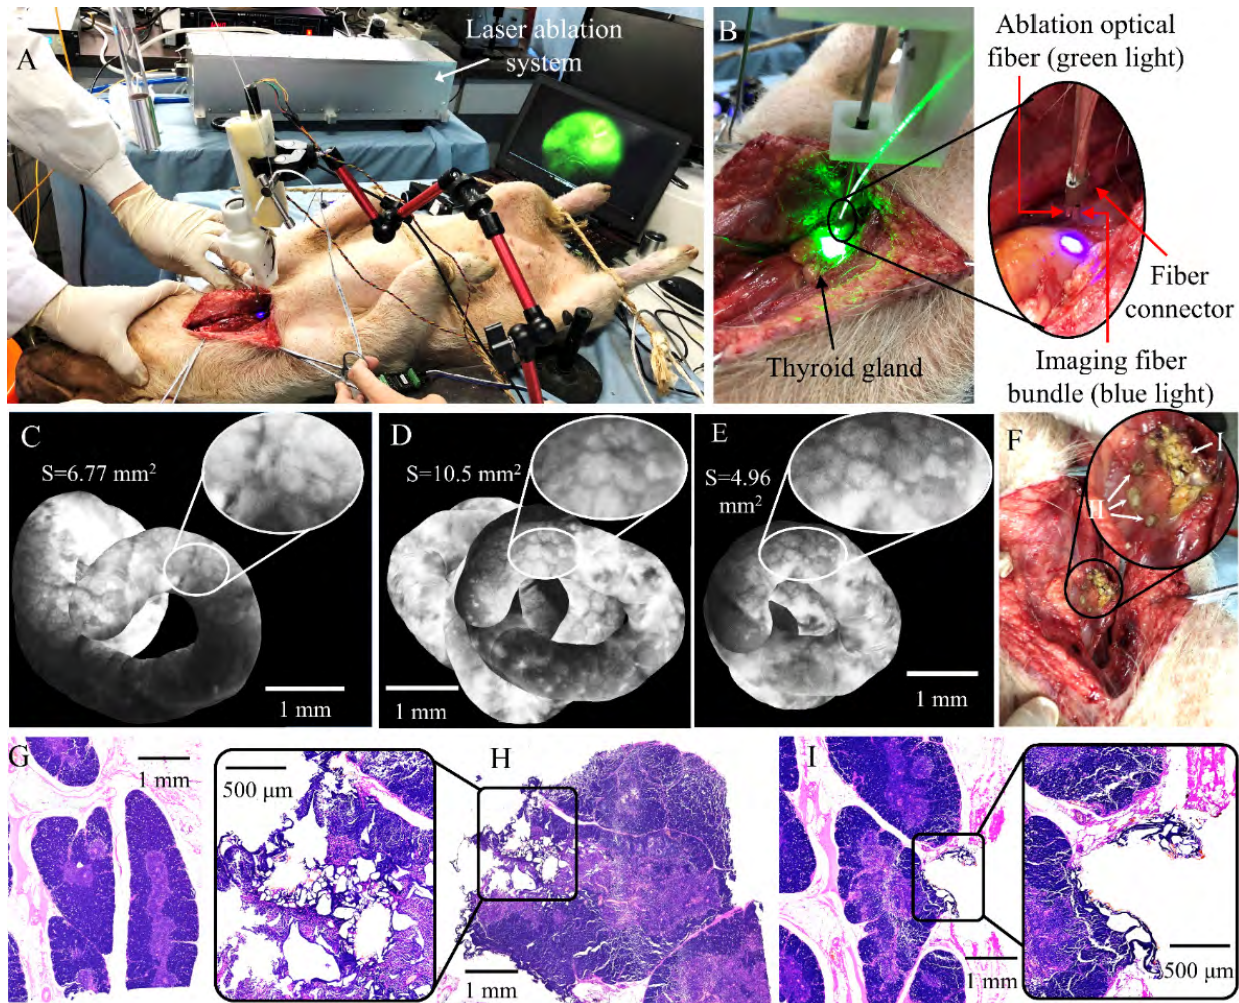 A
Laser ablation
system
B
Ablation optical
fiber (green light)
Thyroid gland
Fiber
connector
Imaging fiber
bundle (blue light)
C
S=6.77 mm²
1 mm
D
S=10.5 mm²
1 mm
E
S=4.96
mm²
1 mm
F
I
II
G
1 mm
500 μm
H
1 mm
I
1 mm
500 μm